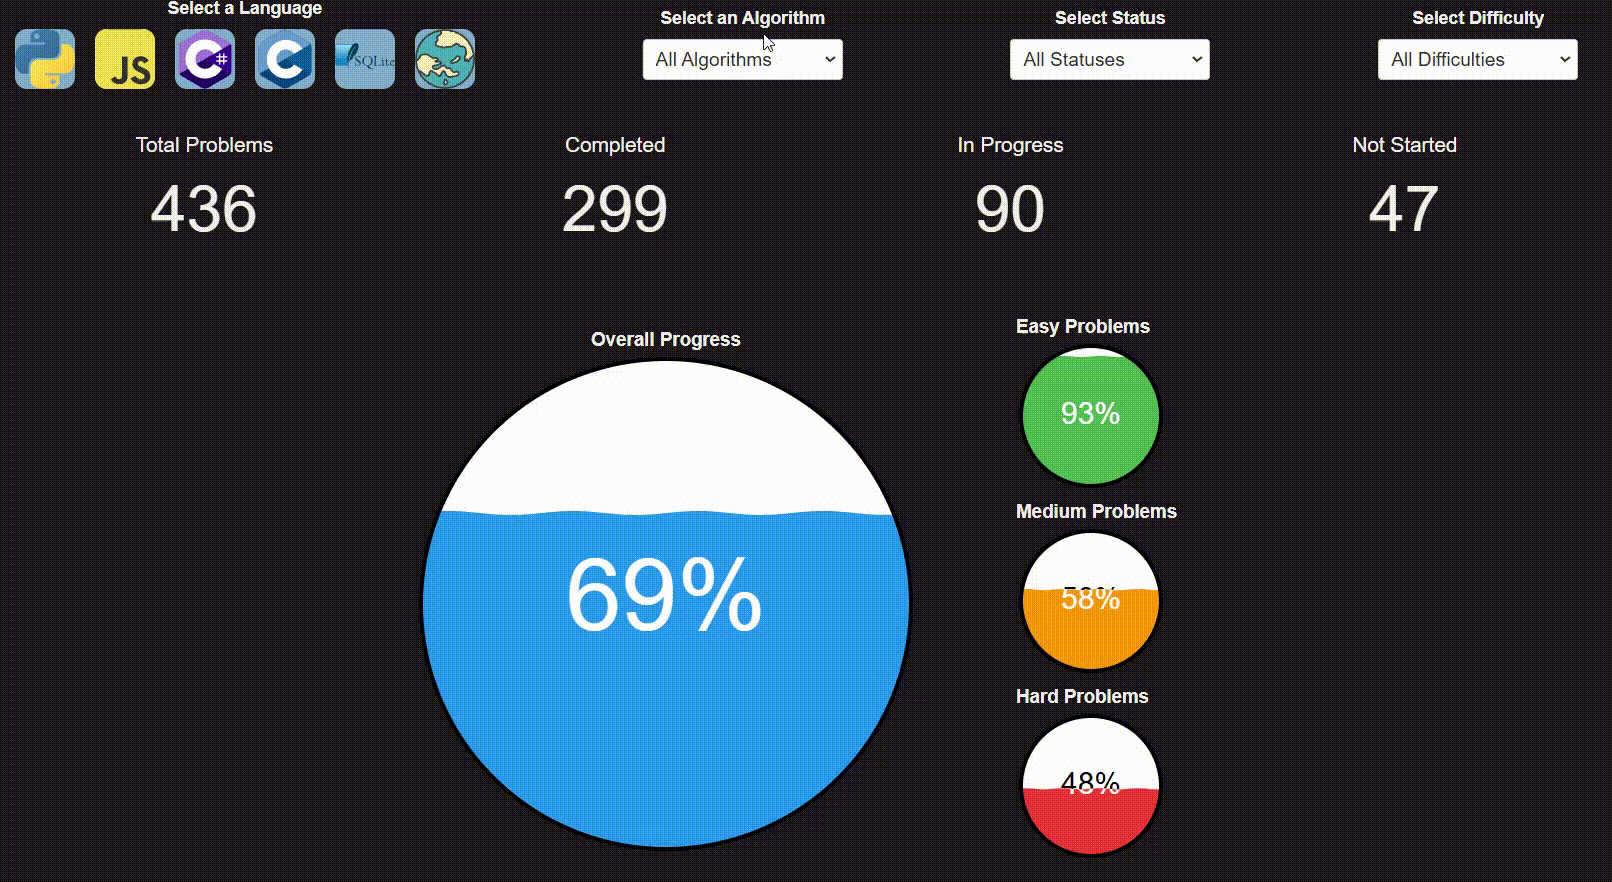 Select a Language
Select an Algorithm
Select Status
Select Difficulty
JS
C#
C
SQLite
All Algorithms
All Statuses
All Difficulties
Total Problems
Completed
In Progress
Not Started
436
299
90
47
Overall Progress
69%
Easy Problems
93%
Medium Problems
58%
Hard Problems
48%